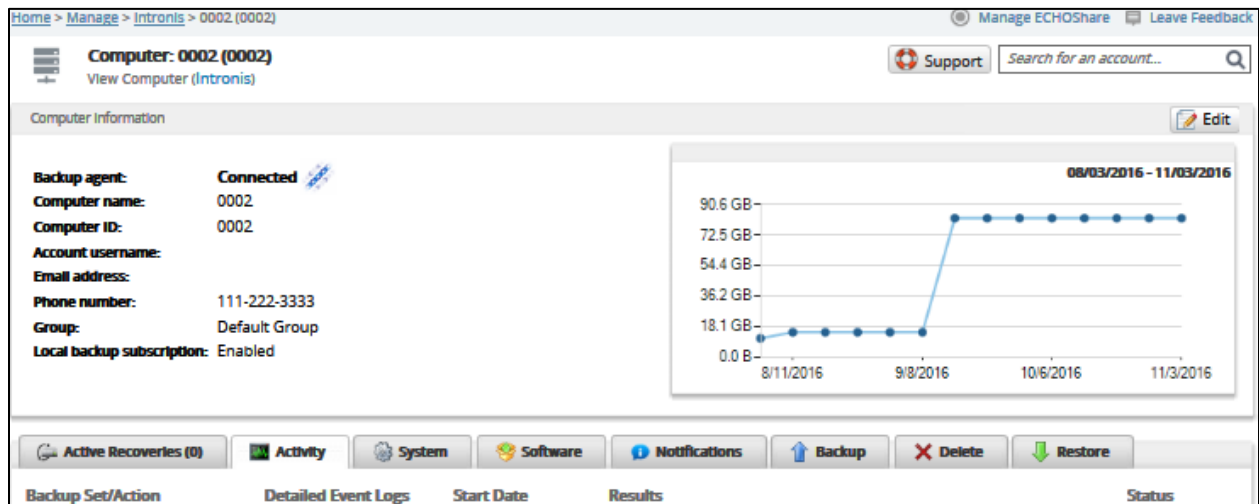 Home > Manage > Intronis > 0002 (0002)
Manage ECHOShare Leave Feedback
Computer: 0002 (0002)
View Computer (Intronis)
Support
Search for an account...
Computer Information
Edit
Backup agent: Connected
Computer name: 0002
Computer ID: 0002
Account username:
Email address:
Phone number: 111-222-3333
Group: Default Group
Local backup subscription: Enabled
08/03/2016 - 11/03/2016
90.6 GB
72.5 GB
54.4 GB
36.2 GB
18.1 GB
0.0 B
8/11/2016 9/8/2016 10/6/2016 11/3/2016
Active Recoveries (0) Activity System Software Notifications Backup Delete Restore
Backup Set/Action Detailed Event Logs Start Date Results Status